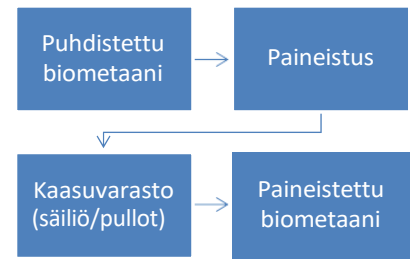 Puhdistettu
biometaani
Paineistus
Kaasuvarasto
(säiliö/pullot)
Paineistettu
biometaani